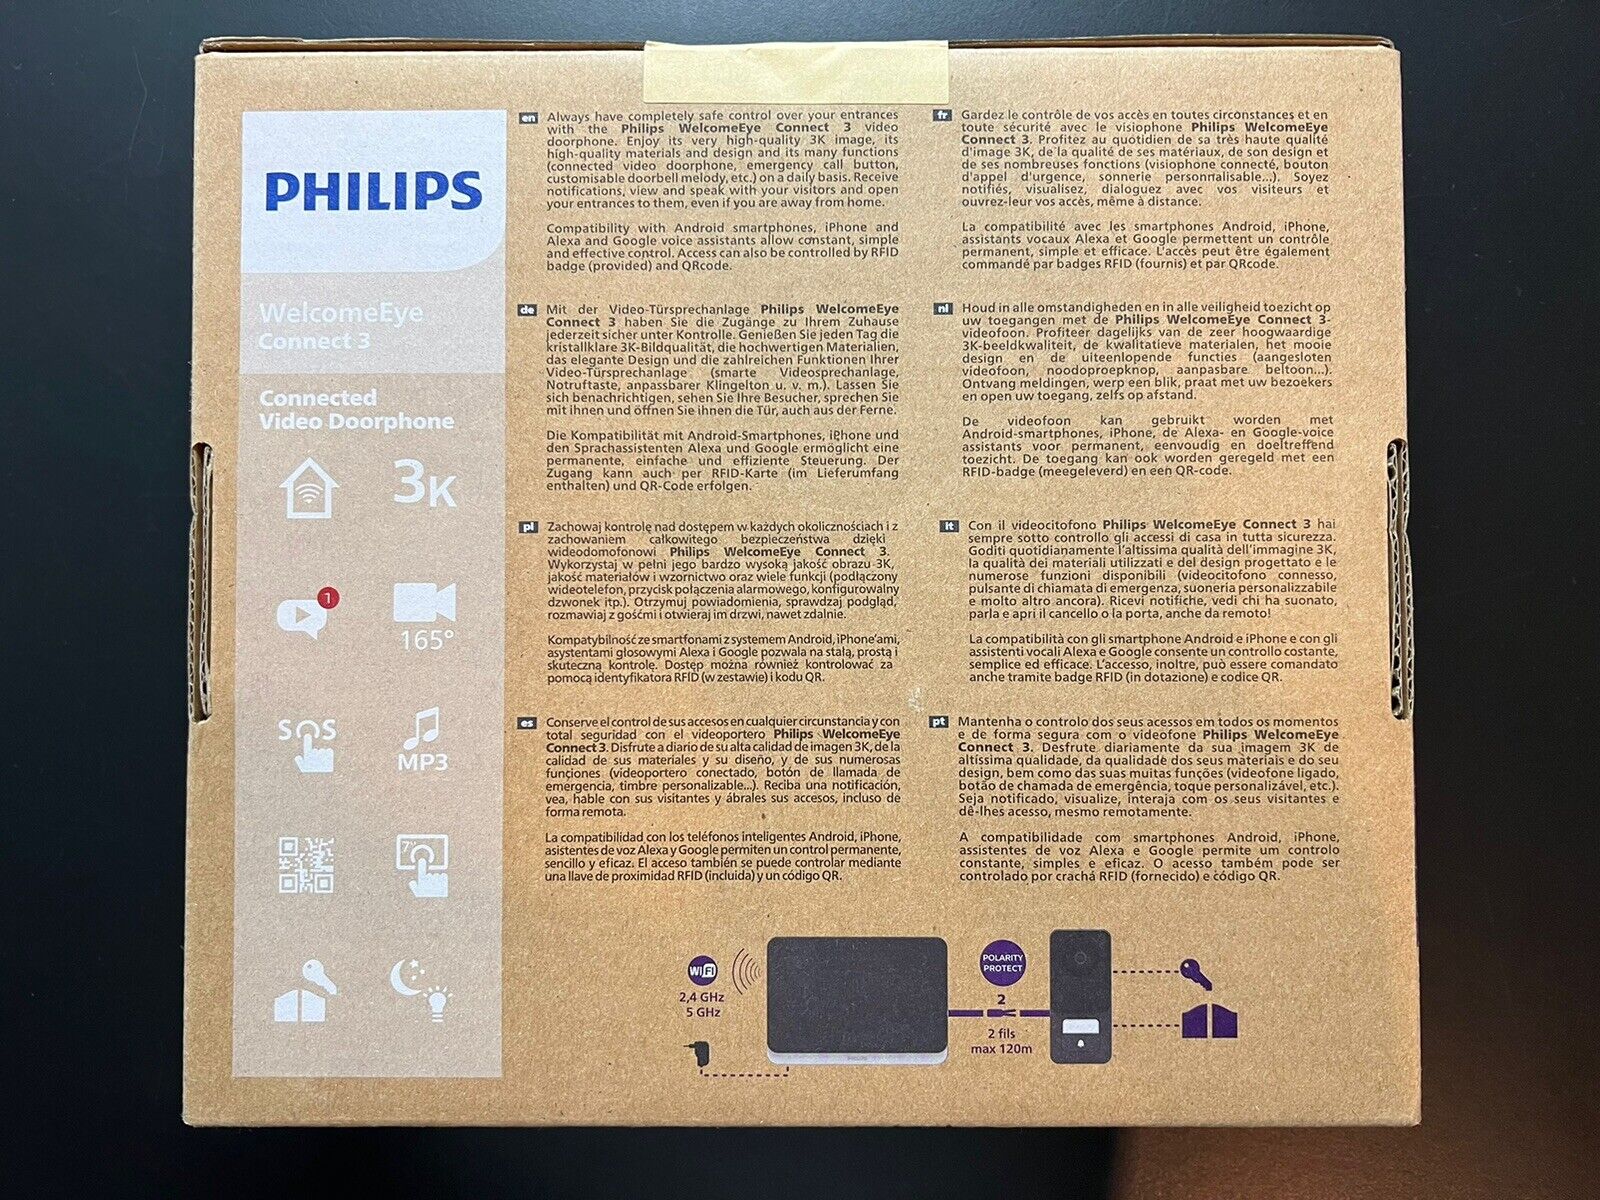 PHILIPS
WelcomeEye
Connect 3
Connected
Video Doorphone
3K
1
165°
SOS
MP3
7"
en
Always have completely safe control over your entrances
with the Philips WelcomeEye Connect 3 video
doorphone. Enjoy its very high-quality 3K image, its
high-quality materials and design and its many functions
(connected video doorphone, emergency call button,
customisable doorbell melody, etc.) on a daily basis. Receive
notifications, view and speak with your visitors and open
your entrances to them, even if you are away from home.
Compatibility with Android smartphones, iPhone and
Alexa and Google voice assistants allow constant, simple
and effective control. Access can also be controlled by RFID
badge (provided) and QRcode.
fr
Gardez le contrôle de vos accès en toutes circonstances et en
toute sécurité avec le visiophone Philips WelcomeEye
Connect 3. Profitez au quotidien de sa très haute qualité
d'image 3K, de la qualité de ses matériaux, de son design et
de ses nombreuses fonctions (visiophone connecté, bouton
d'appel d'urgence, sonnerie personnalisable...). Soyez
notifiés, visualisez, dialoguez avec vos visiteurs et
ouvrez-leur vos accès, même à distance.
La compatibilité avec les smartphones Android, iPhone,
assistants vocaux Alexa et Google permettent un contrôle
permanent, simple et efficace. L'accès peut être également
commandé par badges RFID (fournis) et par QRcode.
de
Mit der Video-Türsprechanlage Philips WelcomeEye
Connect 3 haben Sie die Zugänge zu Ihrem Zuhause
jederzeit sicher unter Kontrolle. Genießen Sie jeden Tag die
kristallklare 3K-Bildqualität, die hochwertigen Materialien,
das elegante Design und die zahlreichen Funktionen Ihrer
Video-Türsprechanlage (smarte Videosprechanlage,
Notruftaste, anpassbarer Klingelton u. v. m.). Lassen Sie
sich benachrichtigen, sehen Sie Ihre Besucher, sprechen Sie
mit ihnen und öffnen Sie ihnen die Tür, auch aus der Ferne.
Die Kompatibilität mit Android-Smartphones, iPhone und
den Sprachassistenten Alexa und Google ermöglicht eine
permanente, einfache und effiziente Steuerung. Der
Zugang kann auch per RFID-Karte (im Lieferumfang
enthalten) und QR-Code erfolgen.
nl
Houd in alle omstandigheden en in alle veiligheid toezicht op
uw toegangen met de Philips WelcomeEye Connect 3-
videofoon. Profiteer dagelijks van de zeer hoogwaardige
3K-beeldkwaliteit, de kwalitatieve materialen, het mooie
design en de uiteenlopende functies (aangesloten
videofoon, noodoproepknop, aanpasbare beltoon...).
Ontvang meldingen, werp een blik, praat met uw bezoekers
en open uw toegang, zelfs op afstand.
De videofoon kan gebruikt worden met
Android-smartphones, iPhone, de Alexa- en Google-voice
assistants voor permanent, eenvoudig en doeltreffend
toezicht. De toegang kan ook worden geregeld met een
RFID-badge (meegeleverd) en een QR-code.
pl
Zachowaj kontrolę nad dostępem w każdych okolicznościach i z
zachowaniem całkowitego bezpieczeństwa dzięki
wideodomofonowi Philips WelcomeEye Connect 3.
Wykorzystaj w pełni jego bardzo wysoką jakość obrazu 3K,
jakość materiałów i wzornictwo oraz wiele funkcji (podłączony
wideotelefon, przycisk połączenia alarmowego, konfigurowalny
dzwonek itp.). Otrzymuj powiadomienia, sprawdzaj podgląd,
rozmawiaj z gośćmi i otwieraj im drzwi, nawet zdalnie.
Kompatybilność ze smartfonami z systemem Android, iPhone'ami,
asystentami głosowymi Alexa i Google pozwala na stałą, prostą i
skuteczną kontrolę. Dostęp można również kontrolować za
pomocą identyfikatora RFID (w zestawie) i kodu QR.
it
Con il videocitofono Philips WelcomeEye Connect 3 hai
sempre sotto controllo gli accessi di casa in tutta sicurezza.
Goditi quotidianamente l'altissima qualità dell'immagine 3K,
la qualità dei materiali utilizzati e del design progettato e le
numerose funzioni disponibili (videocitofono connesso,
pulsante di chiamata di emergenza, suoneria personalizzabile
e molto altro ancora). Ricevi notifiche, vedi chi ha suonato,
parla e apri il cancello o la porta, anche da remoto!
La compatibilità con gli smartphone Android e iPhone e con gli
assistenti vocali Alexa e Google consente un controllo costante,
semplice ed efficace. L'accesso, inoltre, può essere comandato
anche tramite badge RFID (in dotazione) e codice QR.
es
Conserve el control de sus accesos en cualquier circunstancia y con
total seguridad con el videoportero Philips WelcomeEye
Connect 3. Disfrute a diario de su alta calidad de imagen 3K, de la
calidad de sus materiales y su diseño, y de sus numerosas
funciones (videoportero conectado, botón de llamada de
emergencia, timbre personalizable...). Reciba una notificación,
vea, hable con sus visitantes y ábrales sus accesos, incluso de
forma remota.
La compatibilidad con los teléfonos inteligentes Android, iPhone,
asistentes de voz Alexa y Google permiten un control permanente,
sencillo y eficaz. El acceso también se puede controlar mediante
una llave de proximidad RFID (incluida) y un código QR.
pt
Mantenha o controlo dos seus acessos em todos os momentos
e de forma segura com o videofone Philips WelcomeEye
Connect 3. Desfrute diariamente da sua imagem 3K de
altíssima qualidade, da qualidade dos seus materiais e do seu
design, bem como das suas muitas funções (videofone ligado,
botão de chamada de emergência, toque personalizável, etc.).
Seja notificado, visualize, interaja com os seus visitantes e
dê-lhes acesso, mesmo remotamente.
A compatibilidade com smartphones Android, iPhone,
assistentes de voz Alexa e Google permite um controlo
constante, simples e eficaz. O acesso também pode ser
controlado por crachá RFID (fornecido) e código QR.
WiFi
2,4 GHz
5 GHz
PHILIPS
POLARITY
PROTECT
2
2 fils
max 120m